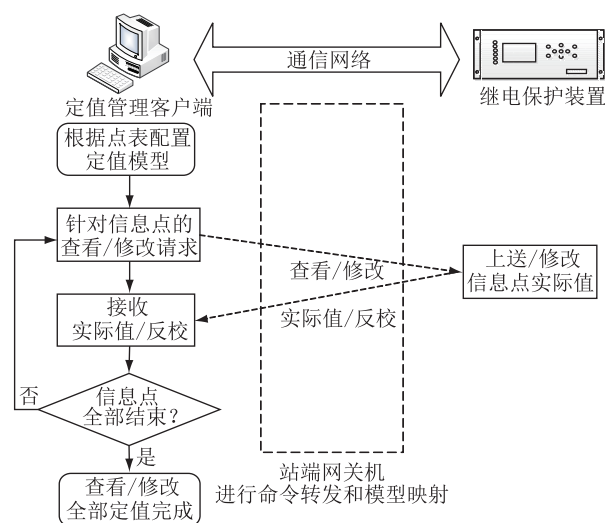 通信网络
定值管理客户端
继电保护装置
根据点表配置
定值模型
针对信息点的
查看/修改请求
查看/修改
上送/修改
信息点实际值
接收
实际值/反校
实际值/反校
否
信息点
全部结束?
是
查看/修改
全部定值完成
站端网关机
进行命令转发和模型映射